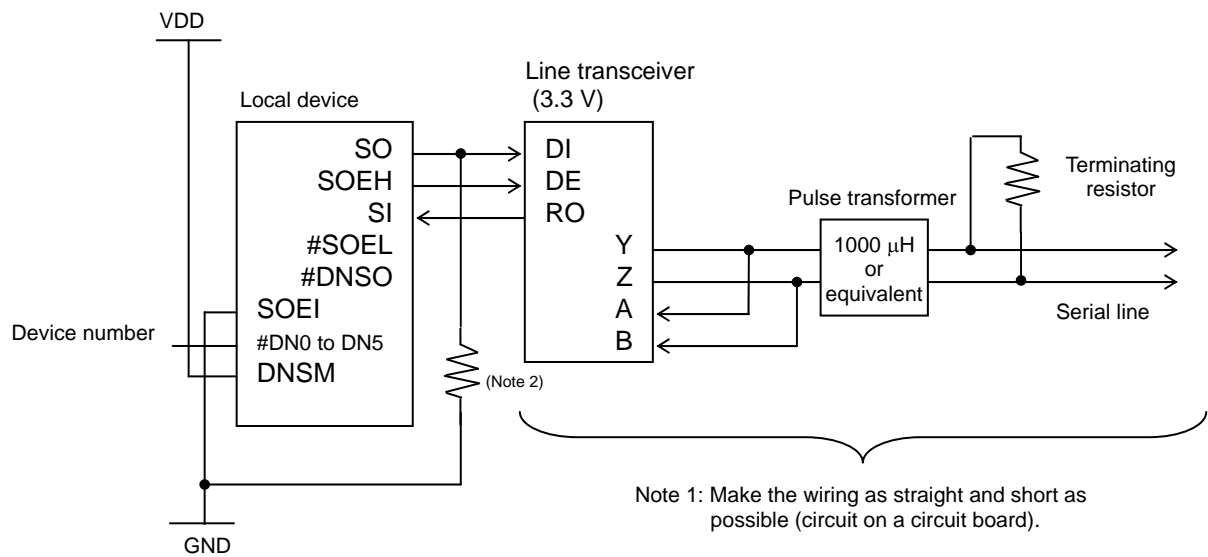 VDD
Local device
Line transceiver
(3.3 V)
SO
SOEH
SI
#SOEL
#DNSO
SOEI
#DN0 to DN5
DNSM
Device number
DI
DE
RO
Y
Z
A
B
(Note 2)
Pulse transformer
1000 μH
or
equivalent
Terminating
resistor
Serial line
GND
Note 1: Make the wiring as straight and short as
possible (circuit on a circuit board).